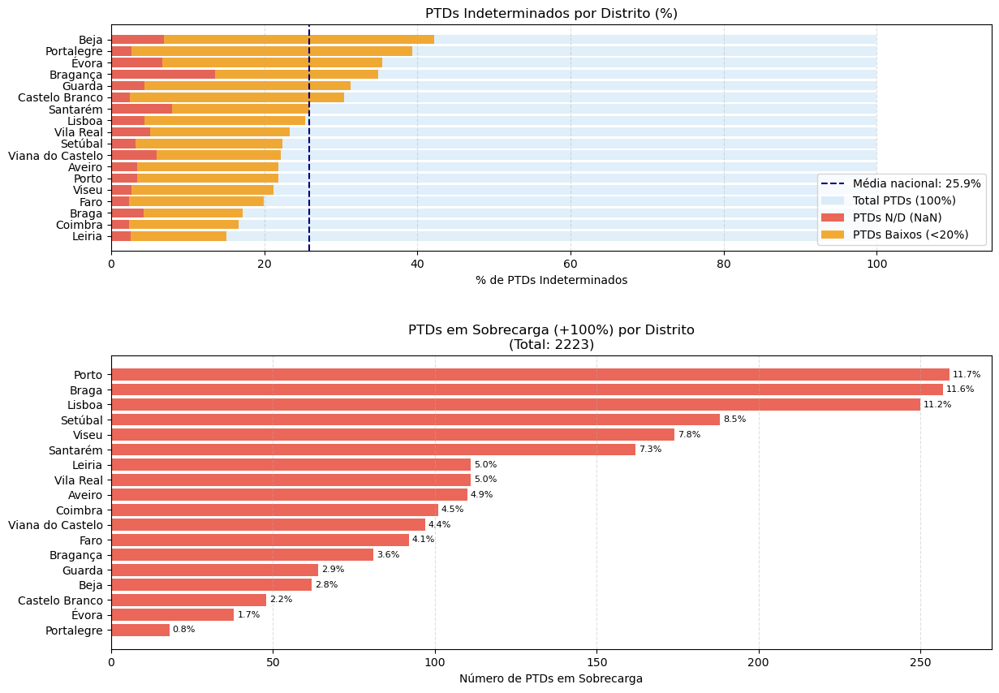 PTDs Indeterminados por Distrito (%)
Beja
Portalegre
Évora
Bragança
Guarda
Castelo Branco
Santarém
Lisboa
Vila Real
Setúbal
Viana do Castelo
Aveiro
Porto
Viseu
Faro
Braga
Coimbra
Leiria
Média nacional: 25.9%
Total PTDs (100%)
PTDs N/D (NaN)
PTDs Baixos (<20%)
0 20 40 60 80 100
% de PTDs Indeterminados
PTDs em Sobrecarga (+100%) por Distrito
(Total: 2223)
Porto 11.7%
Braga 11.6%
Lisboa 11.2%
Setúbal 8.5%
Viseu 7.8%
Santarém 7.3%
Leiria 5.0%
Vila Real 5.0%
Aveiro 4.9%
Coimbra 4.5%
Viana do Castelo 4.4%
Faro 4.1%
Bragança 3.6%
Guarda 2.9%
Beja 2.8%
Castelo Branco 2.2%
Évora 1.7%
Portalegre 0.8%
0 50 100 150 200 250
Número de PTDs em Sobrecarga